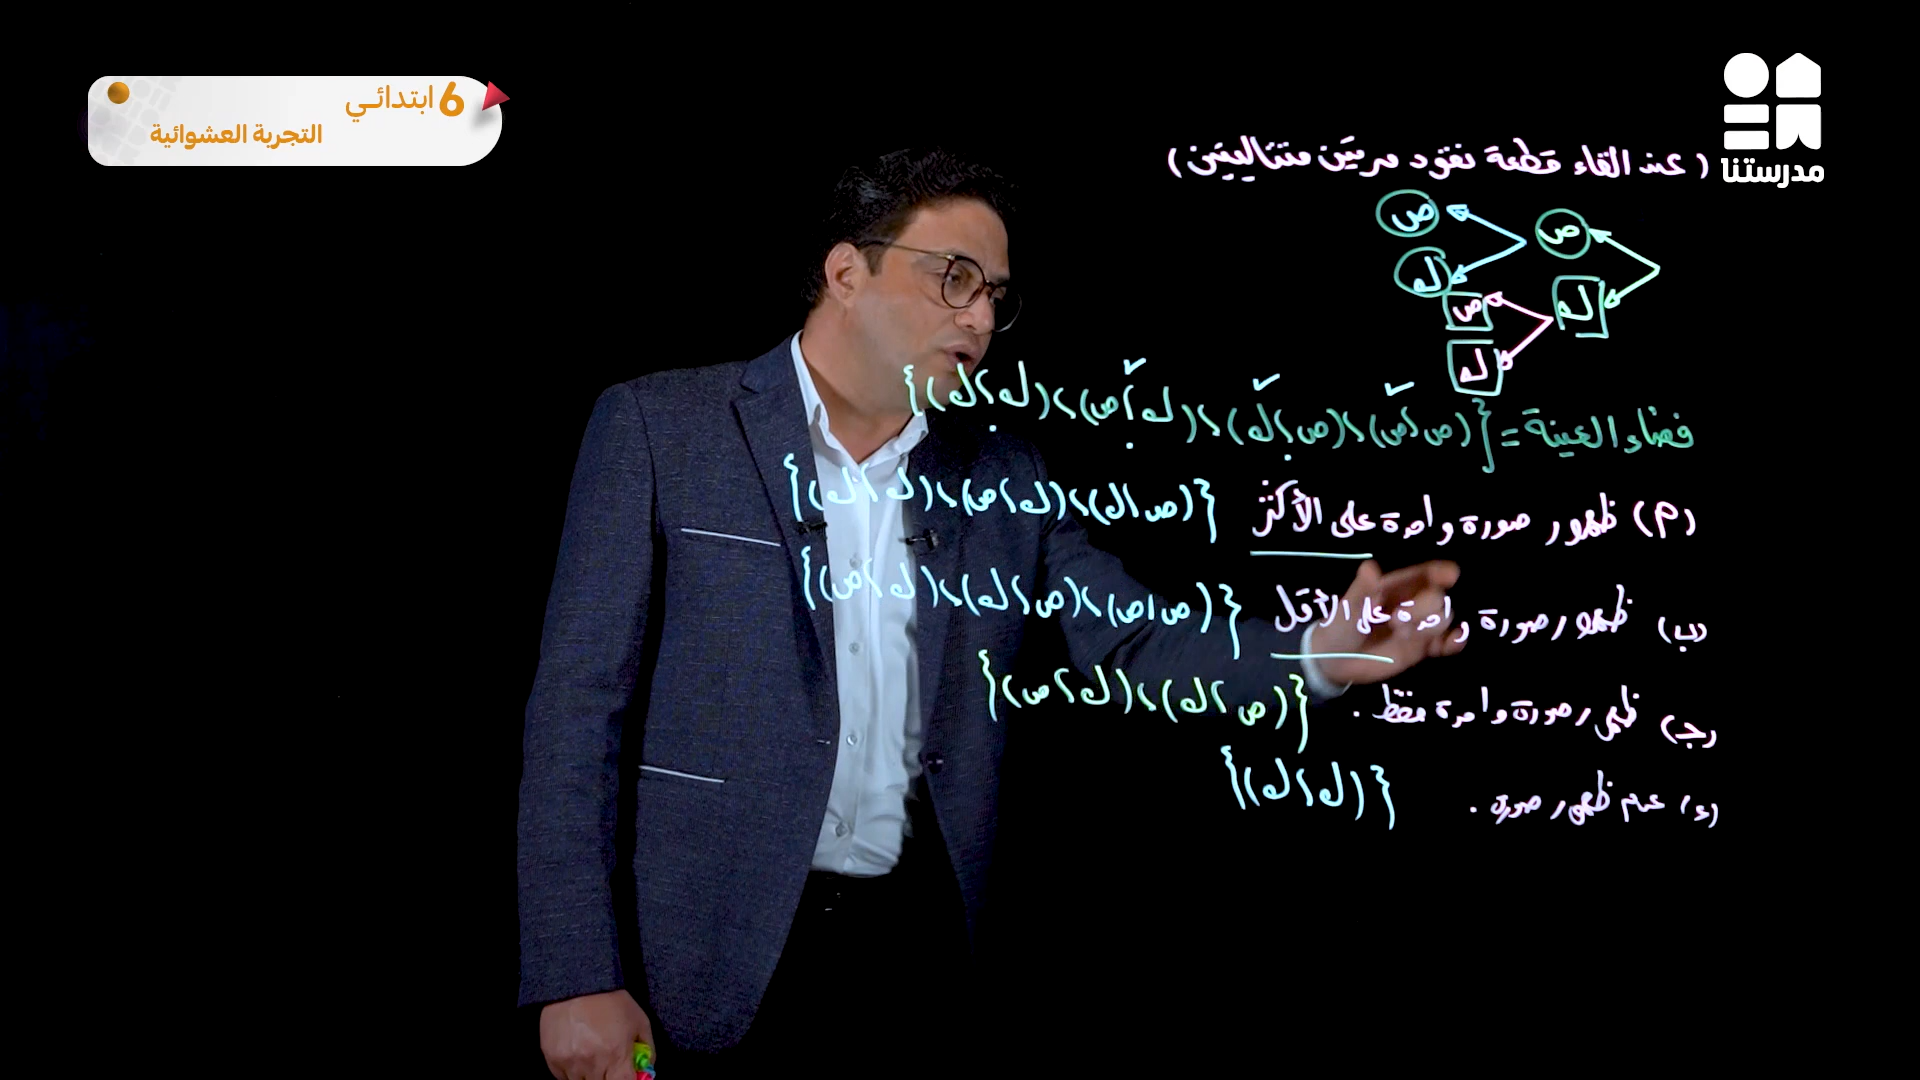 6 ابتدائي
التجربة العشوائية
مدرستنا
( عند القاء قطعة نقود مرتين متتاليتين )
ص ص
ك
ص ك
ك
فضاء العينة = { (ص ، ص) ، (ص ، ك) ، (ك ، ص) ، (ك ، ك) }
(م) ظهور صورة واحدة على الأكثر { (ص ، ك) ، (ك ، ص) ، (ك ، ك) }
(ب) ظهور صورة واحدة على الأقل { (ص ، ص) ، (ص ، ك) ، (ك ، ص) }
(جـ) ظهور صورة واحدة فقط . { (ص ، ك) ، (ك ، ص) }
(ء) عدم ظهور صورة . { (ك ، ك) }